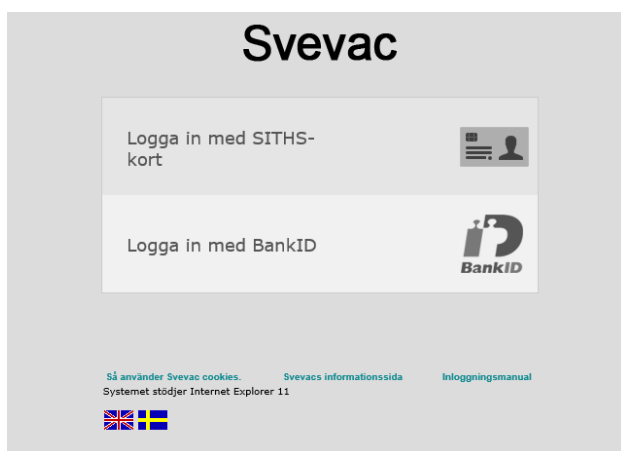 Svevac
Logga in med SITHS-
kort
Logga in med BankID
BankID
Så använder Svevac cookies. Svevacs informationssida Inloggningsmanual
Systemet stödjer Internet Explorer 11